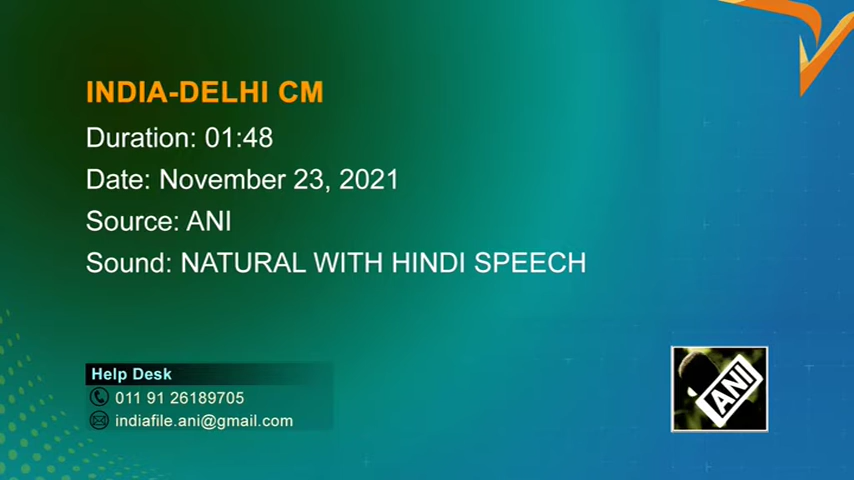 INDIA-DELHI CM
Duration: 01:48
Date: November 23, 2021
Source: ANI
Sound: NATURAL WITH HINDI SPEECH
Help Desk
011 91 26189705
indiafile.ani@gmail.com
ANI